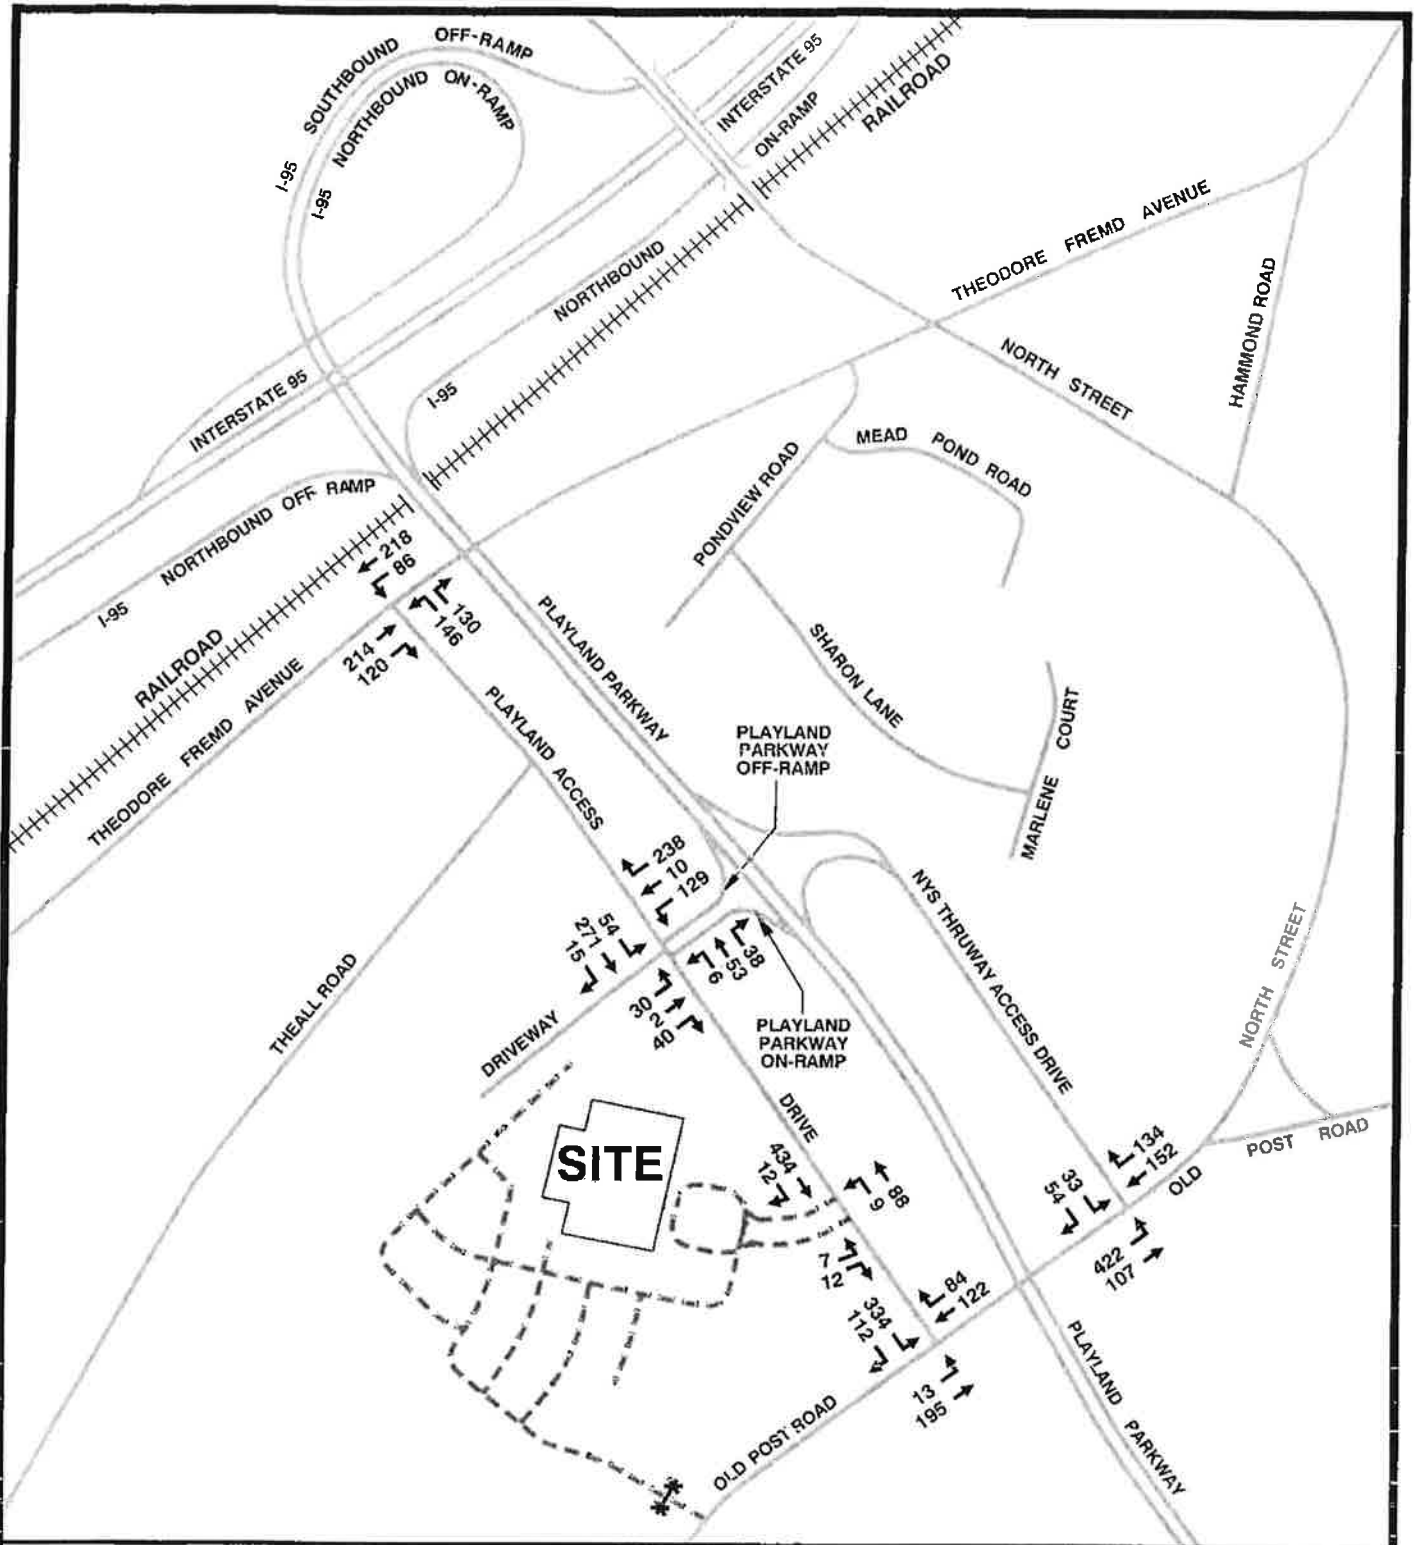 I-95 SOUTHBOUND OFF-RAMP
I-95 NORTHBOUND ON-RAMP
INTERSTATE 95
ON-RAMP
RAILROAD
THEODORE FREMD AVENUE
HAMMOND ROAD
NORTH STREET
I-95 NORTHBOUND
INTERSTATE 95
I-95 NORTHBOUND OFF RAMP
RAILROAD
THEODORE FREMD AVENUE
218
86
130
146
214
120
PLAYLAND PARKWAY
PONDVIEW ROAD
MEAD POND ROAD
SHARON LANE
MARLENE COURT
PLAYLAND ACCESS
PLAYLAND
PARKWAY
OFF-RAMP
238
10
129
54
271
15
38
53
6
30
2
40
PLAYLAND
PARKWAY
ON-RAMP
NYS THRUWAY ACCESS DRIVE
NORTH STREET
THEALL ROAD
DRIVEWAY
DRIVE
SITE
434
12
88
9
7
12
334
112
84
122
13
195
134
152
33
54
422
107
OLD
POST ROAD
OLD POST ROAD
PLAYLAND PARKWAY